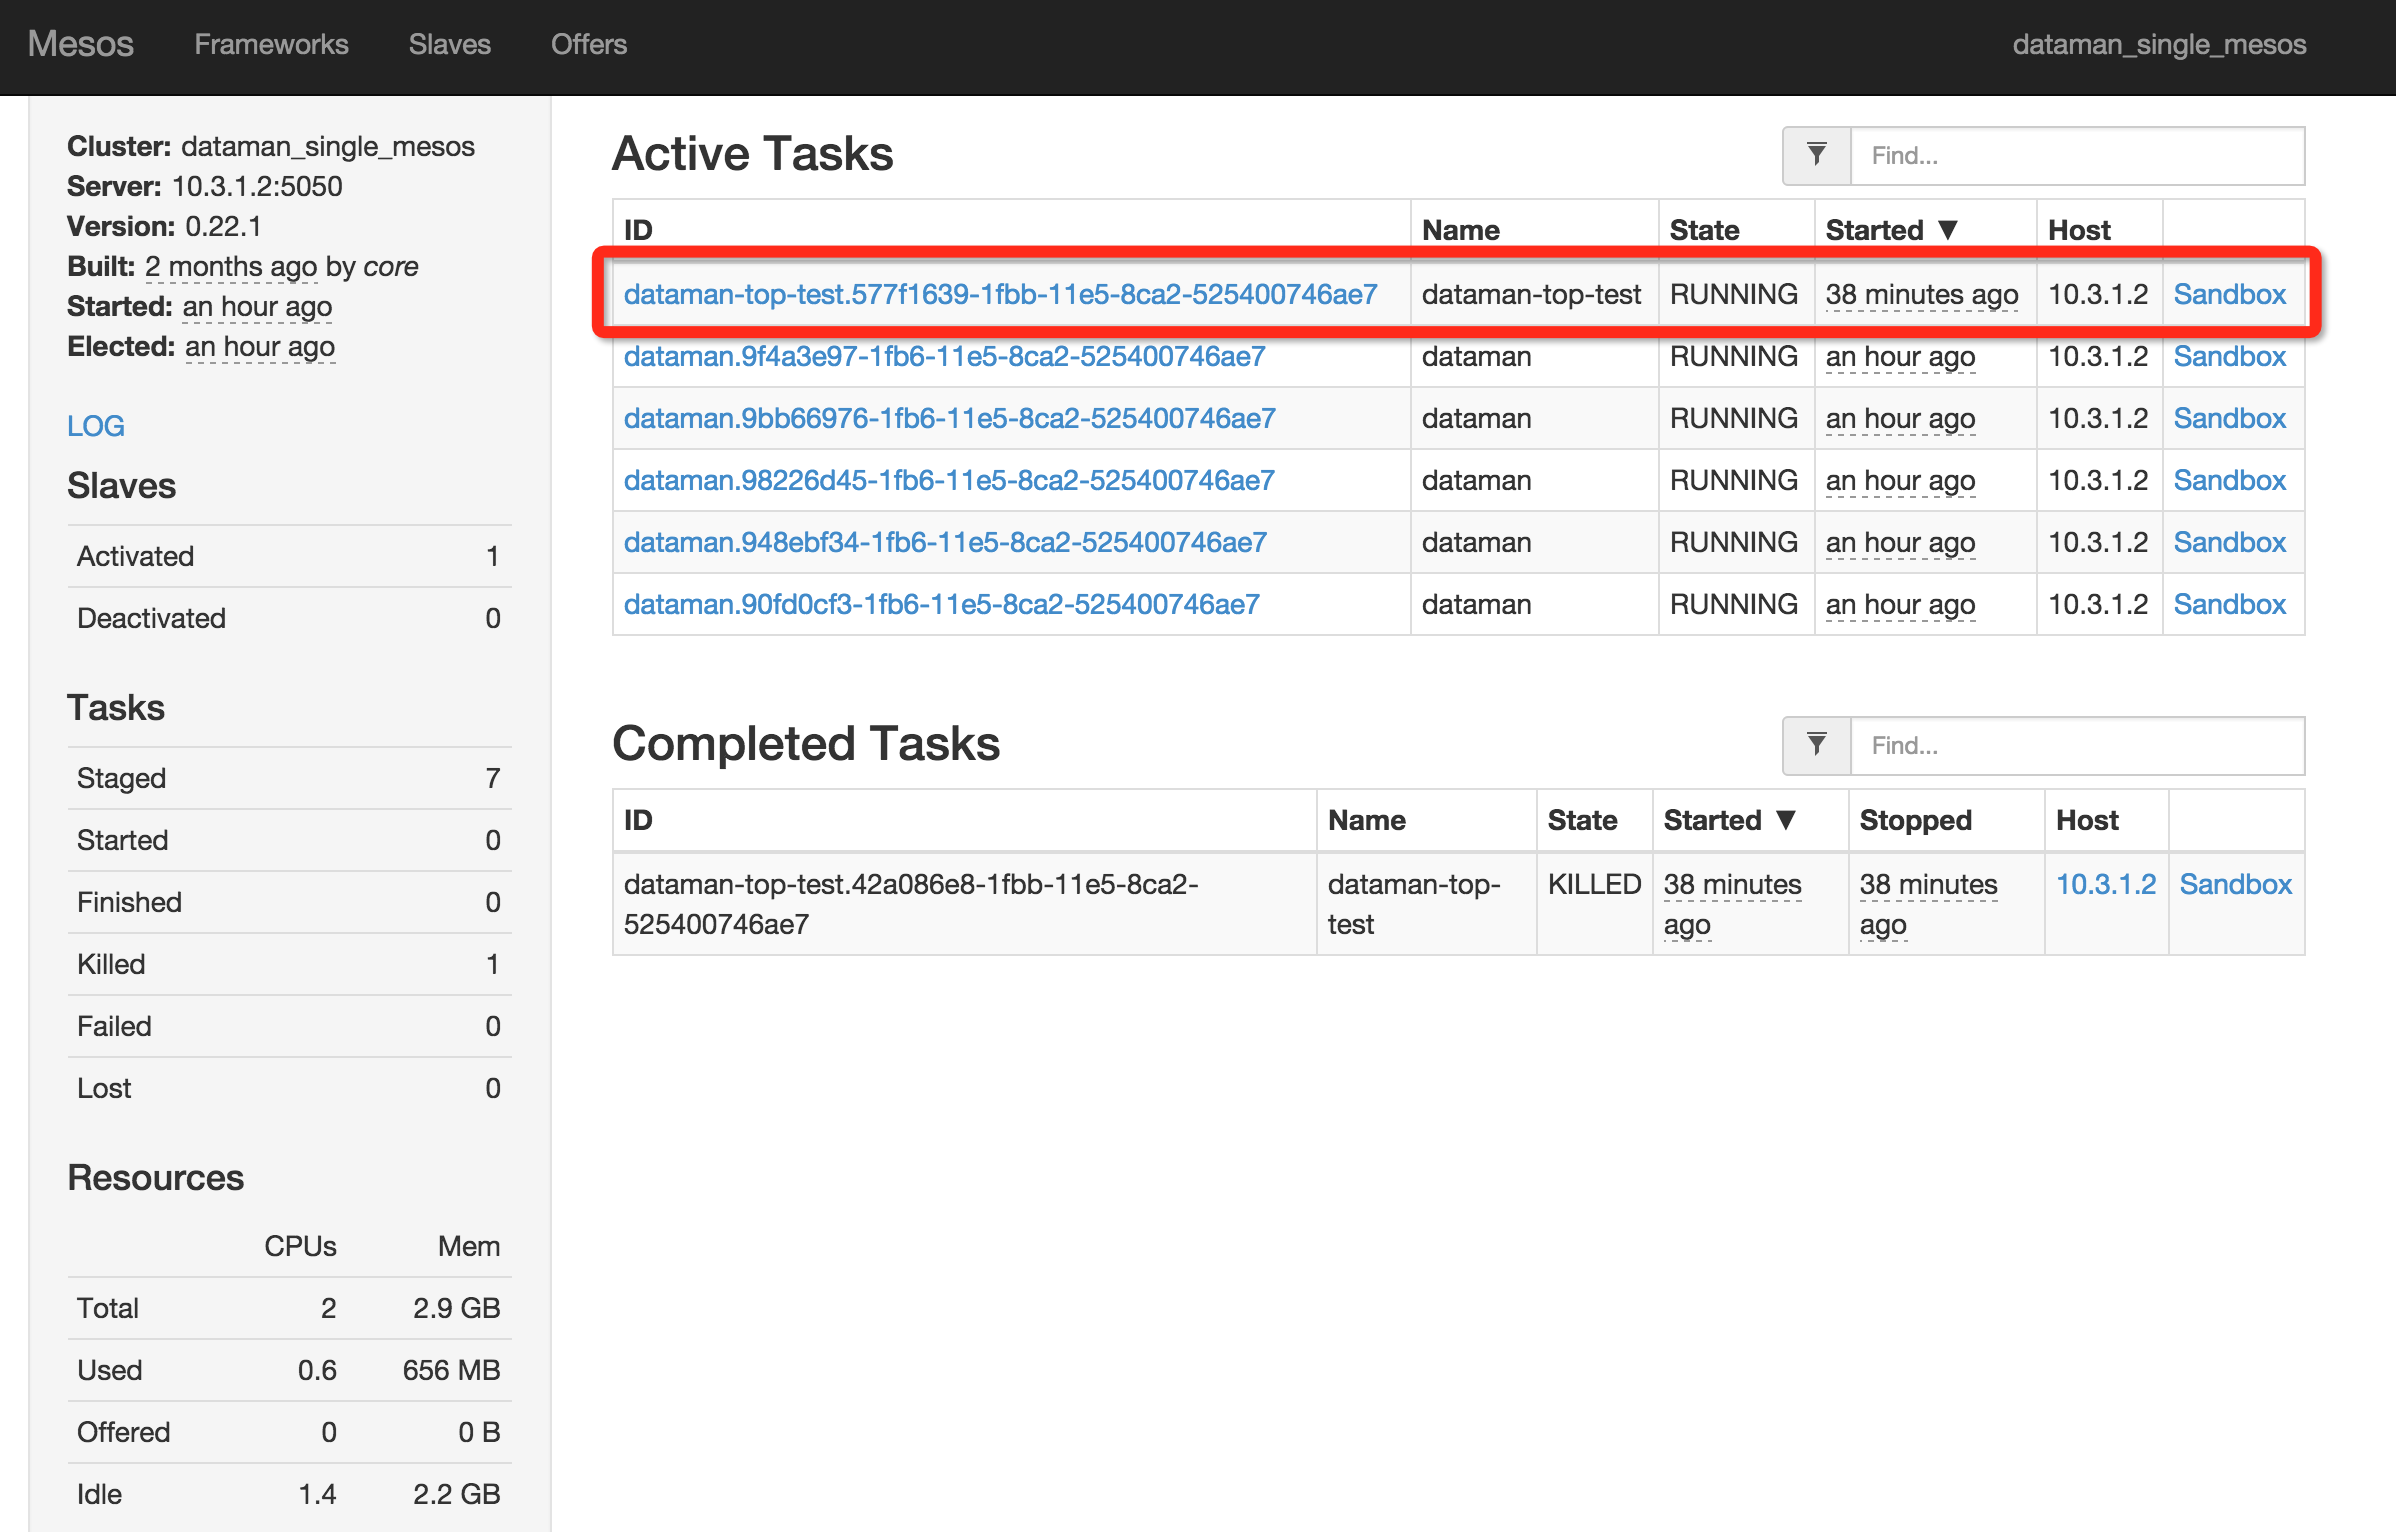 Mesos Frameworks Slaves Offers dataman_single_mesos
Cluster: dataman_single_mesos
Server: 10.3.1.2:5050
Version: 0.22.1
Built: 2 months ago by core
Started: an hour ago
Elected: an hour ago
LOG
Slaves
Activated 1
Deactivated 0
Tasks
Staged 7
Started 0
Finished 0
Killed 1
Failed 0
Lost 0
Resources
CPUs Mem
Total 2 2.9 GB
Used 0.6 656 MB
Offered 0 0 B
Idle 1.4 2.2 GB
Active Tasks
Find...
ID Name State Started ▼ Host
dataman-top-test.577f1639-1fbb-11e5-8ca2-525400746ae7 dataman-top-test RUNNING 38 minutes ago 10.3.1.2 Sandbox
dataman.9f4a3e97-1fb6-11e5-8ca2-525400746ae7 dataman RUNNING an hour ago 10.3.1.2 Sandbox
dataman.9bb66976-1fb6-11e5-8ca2-525400746ae7 dataman RUNNING an hour ago 10.3.1.2 Sandbox
dataman.98226d45-1fb6-11e5-8ca2-525400746ae7 dataman RUNNING an hour ago 10.3.1.2 Sandbox
dataman.948ebf34-1fb6-11e5-8ca2-525400746ae7 dataman RUNNING an hour ago 10.3.1.2 Sandbox
dataman.90fd0cf3-1fb6-11e5-8ca2-525400746ae7 dataman RUNNING an hour ago 10.3.1.2 Sandbox
Completed Tasks
Find...
ID Name State Started ▼ Stopped Host
dataman-top-test.42a086e8-1fbb-11e5-8ca2- dataman-top- KILLED 38 minutes 38 minutes 10.3.1.2 Sandbox
525400746ae7 test ago ago